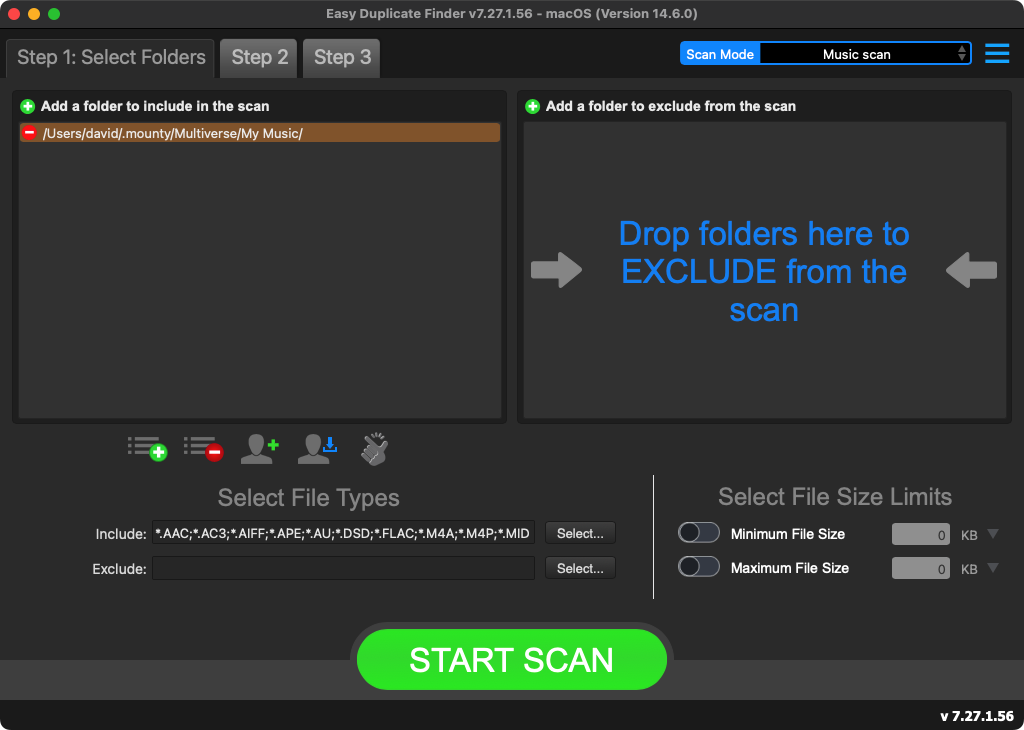 Easy Duplicate Finder v7.27.1.56 - macOS (Version 14.6.0)
Step 1: Select Folders
Step 2
Step 3
Scan Mode
Music scan
Add a folder to include in the scan
/Users/david/.mounty/Multiverse/My Music/
Add a folder to exclude from the scan
Drop folders here to
EXCLUDE from the
scan
Select File Types
Include:
*.AAC;*.AC3;*.AIFF;*.APE;*.AU;*.DSD;*.FLAC;*.M4A;*.M4P;*.MID
Select...
Exclude:
Select...
Select File Size Limits
Minimum File Size
0
KB
Maximum File Size
0
KB
START SCAN
v 7.27.1.56